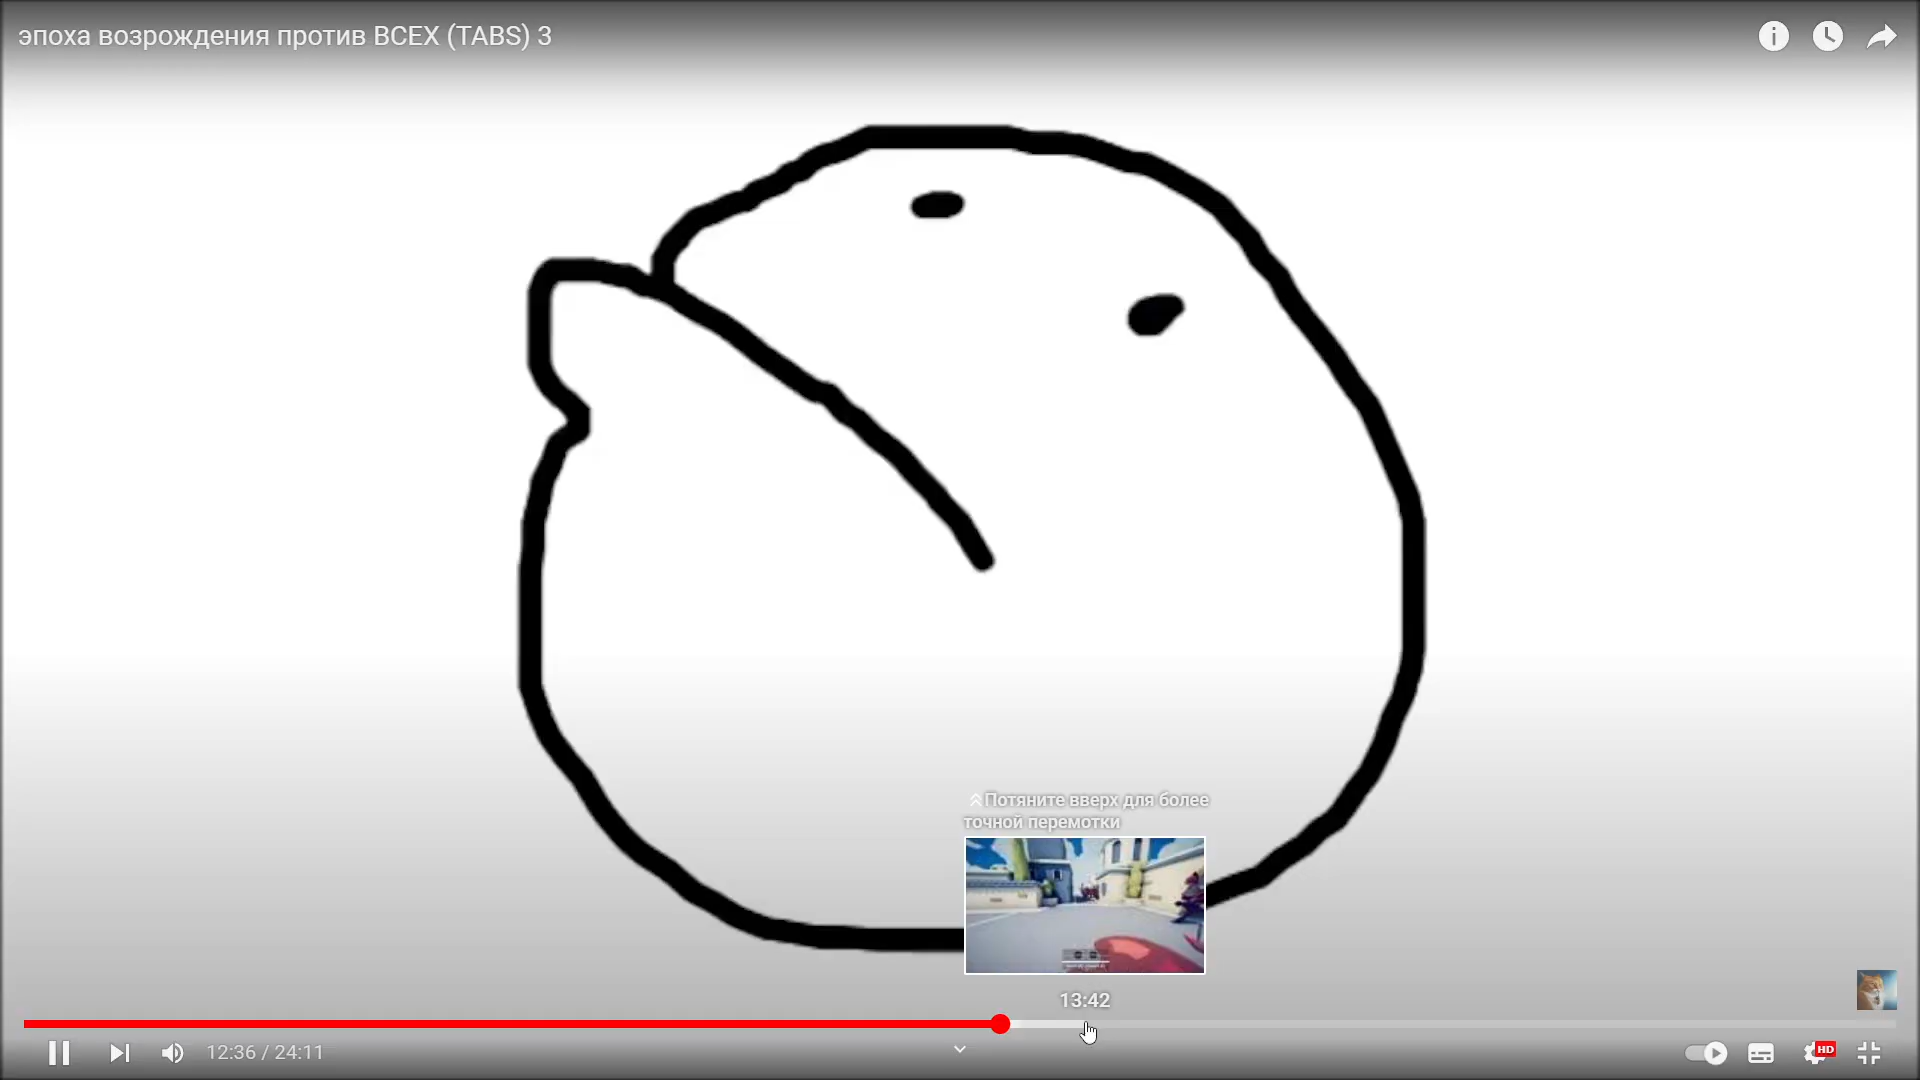 эпоха возрождения против ВСЕХ (TABS) 3
Потяните вверх для более
точной перемотки
13:42
12:36 / 24:11
HD